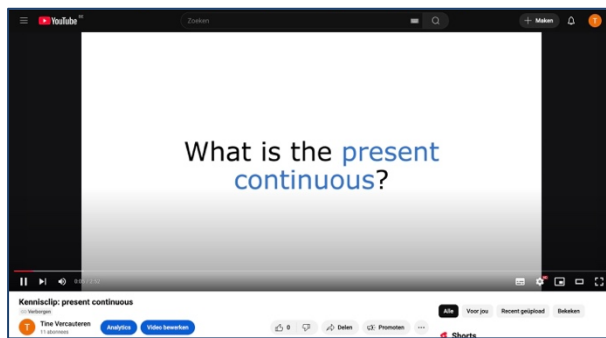 YouTube BE
Zoeken
Maken
T
What is the present
continuous?
Kennisclip: present continuous
Verborgen
T
Tine Vercauteren
11 abonnees
Analytics
Video bewerken
0
Delen
Promoten
Alle
Voor jou
Recent geüpload
Bekeken
Shorts